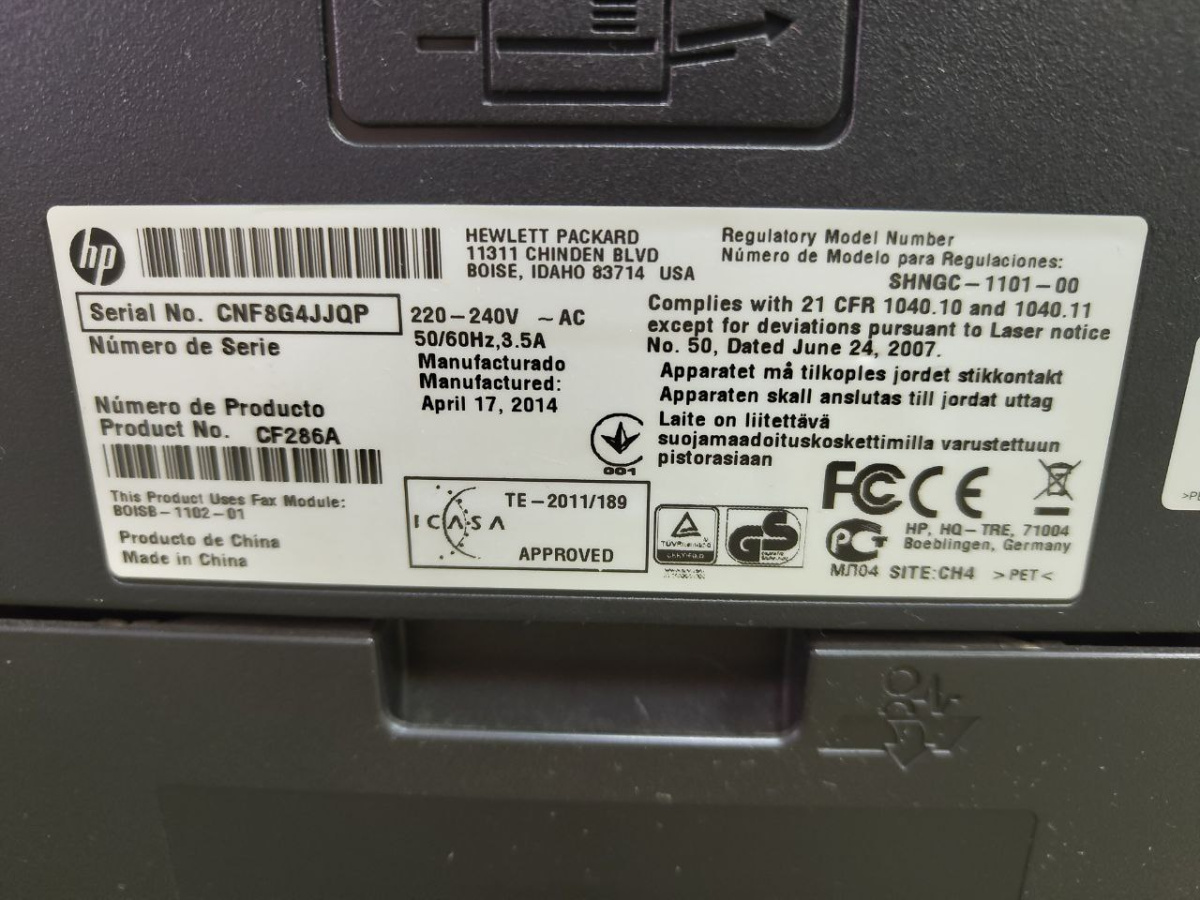 hp
HEWLETT PACKARD
11311 CHINDEN BLVD
BOISE, IDAHO 83714 USA
Regulatory Model Number
Número de Modelo para Regulaciones:
SHNGC-1101-00
Serial No. CNF8G4JJQP
Número de Serie
220-240V ~ AC
50/60Hz,3.5A
Manufacturado
Manufactured:
April 17, 2014
Complies with 21 CFR 1040.10 and 1040.11
except for deviations pursuant to Laser notice
No. 50, Dated June 24, 2007.
Apparatet må tilkoples jordet stikkontakt
Apparaten skall anslutas till jordat uttag
Laite on liitettävä
suojamaadoituskoskettimilla varustettuun
pistorasiaan
Número de Producto
Product No. CF286A
001
This Product Uses Fax Module:
BOISB-1102-01
Producto de China
Made in China
ICASA
TE-2011/189
APPROVED
GS
FC CE
PCT
HP, HQ-TRE, 71004
Boeblingen, Germany
МЛ04 SITE:CH4 >PET<
>PE